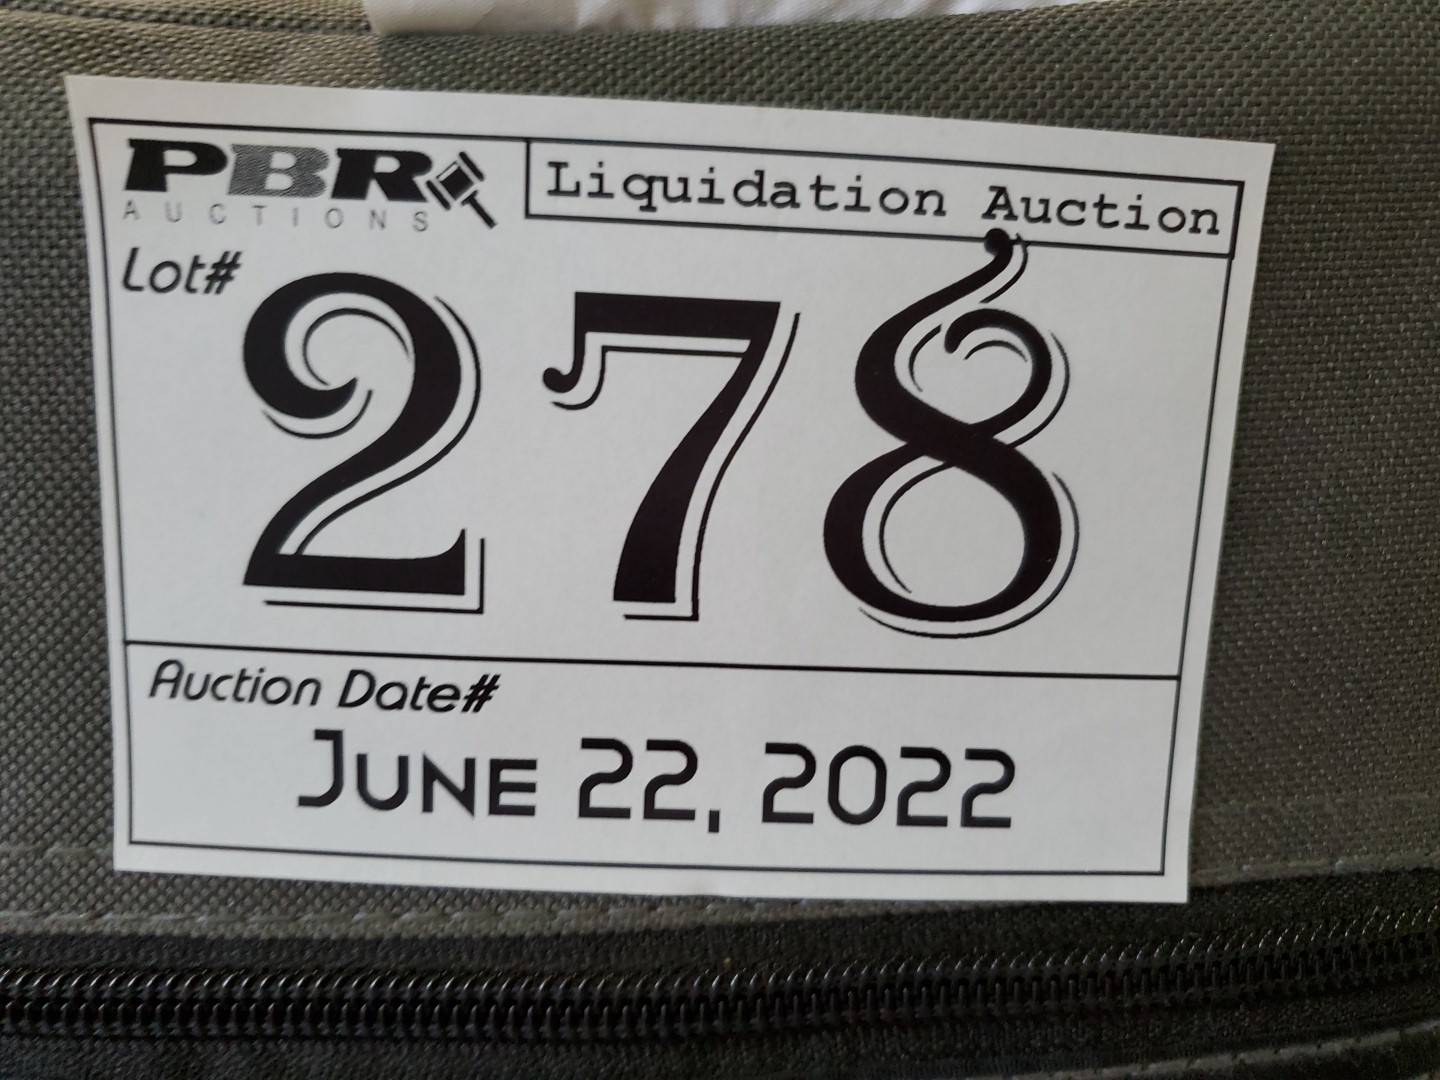 PBR
AUCTIONS
Liquidation Auction
Lot#
278
Auction Date#
June 22, 2022